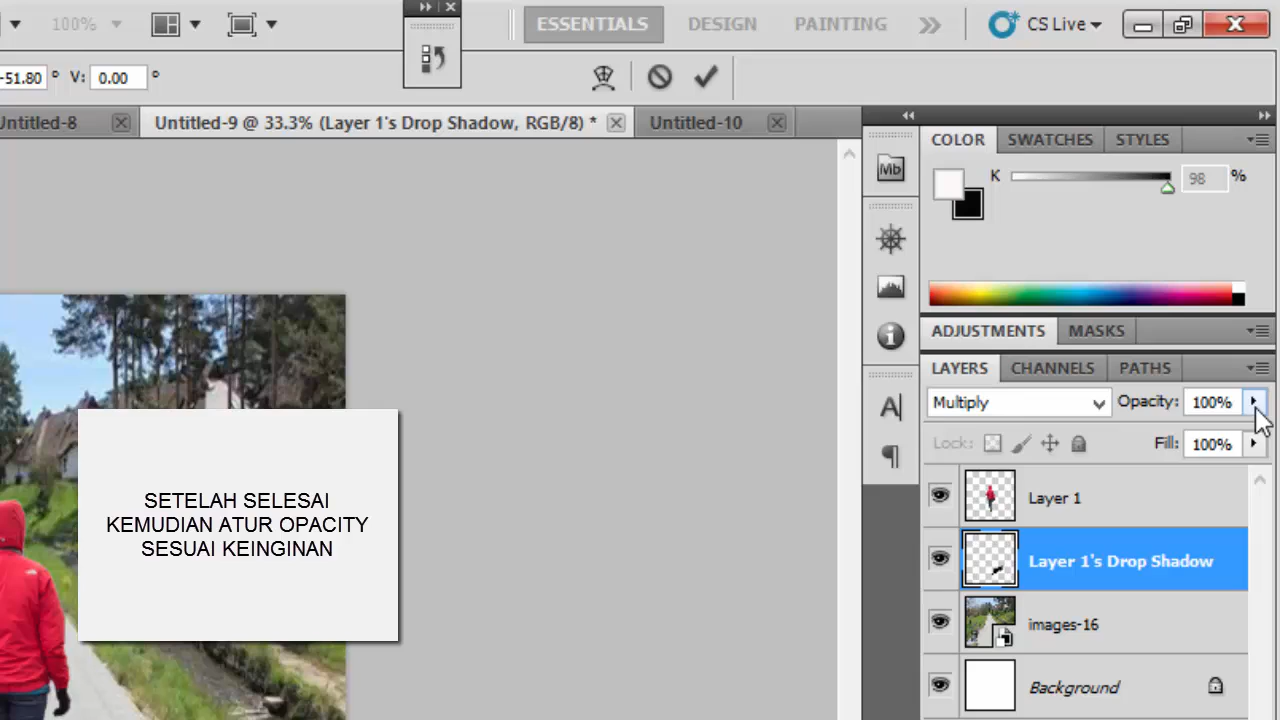 100%
ESSENTIALS
DESIGN
PAINTING
CS Live
-51.80 °
V: 0.00 °
Untitled-8
Untitled-9 @ 33.3% (Layer 1's Drop Shadow, RGB/8) *
Untitled-10
Mb
COLOR
SWATCHES
STYLES
K
98 %
ADJUSTMENTS
MASKS
LAYERS
CHANNELS
PATHS
Multiply
Opacity: 100%
Lock:
Fill: 100%
Layer 1
Layer 1's Drop Shadow
images-16
Background
SETELAH SELESAI
KEMUDIAN ATUR OPACITY
SESUAI KEINGINAN